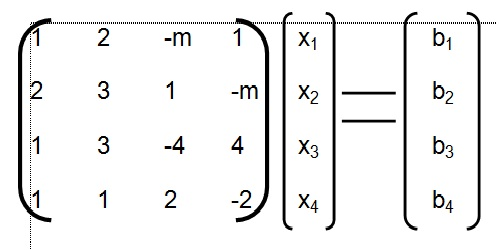 1 2 -m 1 x₁ b₁
2 3 1 -m x₂ = b₂
1 3 -4 4 x₃ b₃
1 1 2 -2 x₄ b₄